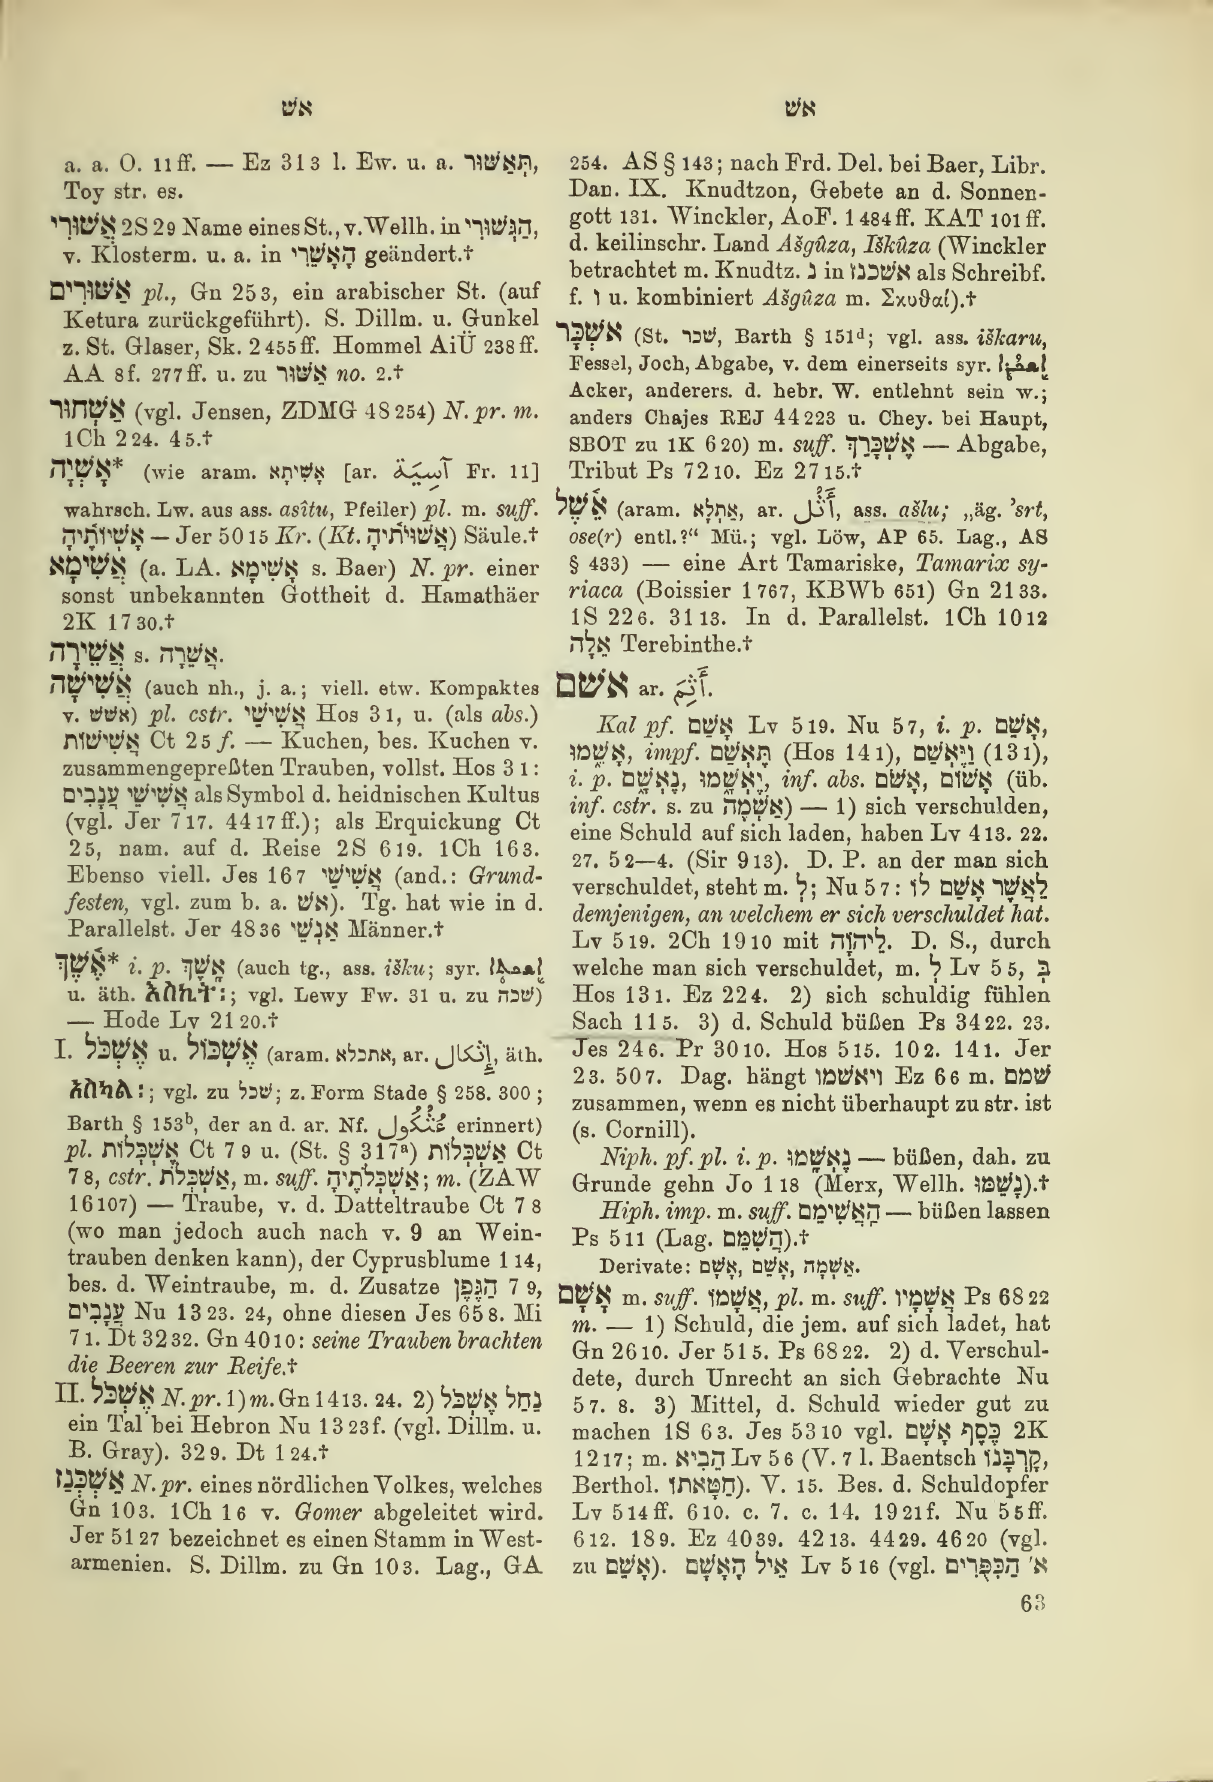 אשׁ
אשׁ
a. a. O. 11 ff. — Ez 31 3 l. Ew. u. a. תְּאַשּׁוּר,
Toy str. es.
אֲשׁוּרִי 2S 2 9 Name eines St., v. Wellh. in הַגְּשׁוּרִי,
v. Klosterm. u. a. in הָאָשֵׁרִי geändert.†
אַשּׁוּרִים pl., Gn 25 3, ein arabischer St. (auf
Ketura zurückgeführt). S. Dillm. u. Gunkel
z. St. Glaser, Sk. 2 455 ff. Hommel AiÜ 238 ff.
AA 8 f. 277 ff. u. zu אַשּׁוּר no. 2.†
אַשְׁחוּר (vgl. Jensen, ZDMG 48 254) N. pr. m.
1Ch 2 24. 4 5.†
אָשְׁיָה* (wie aram. אָשִׁיתָא [ar. آسِيَّة Fr. 11]
wahrsch. Lw. aus ass. asîtu, Pfeiler) pl. m. suff.
אָשְׁיוֹתֶיהָ — Jer 50 15 Kr. (Kt. אֲשׁוּיֹתֶיהָ) Säule.†
אֲשִׁימָא (a. LA. אָשִׁימָא s. Baer) N. pr. einer
sonst unbekannten Gottheit d. Hamathäer
2K 17 30.†
אֲשֵׁירָה s. אֲשֵׁרָה.
אֲשִׁישָׁה (auch nh., j. a.; viell. etw. Kompaktes
v. אשׁשׁ) pl. cstr. אֲשִׁישֵׁי Hos 3 1, u. (als abs.)
אֲשִׁישׁוֹת Ct 2 5 f. — Kuchen, bes. Kuchen v.
zusammengepreßten Trauben, vollst. Hos 3 1:
אֲשִׁישֵׁי עֲנָבִים als Symbol d. heidnischen Kultus
(vgl. Jer 7 17. 44 17 ff.); als Erquickung Ct
2 5, nam. auf d. Reise 2S 6 19. 1Ch 16 3.
Ebenso viell. Jes 16 7 אֲשִׁישֵׁי (and.: Grund-
festen, vgl. zum b. a. אֹשׁ). Tg. hat wie in d.
Parallelst. Jer 48 36 אַנְשֵׁי Männer.†
אֶשֶׁךְ* i. p. אָשֶׁךְ (auch tg., ass. išku; syr. ܐܫܟܬܐ
u. äth. እስኪት፡; vgl. Lewy Fw. 31 u. zu שׁכה)
— Hode Lv 21 20.†
I. אֶשְׁכֹּל u. אֶשְׁכּוֹל (aram. אתכלא, ar. إِثْكَال, äth.
አስካል፡; vgl. zu שׁכל; z. Form Stade § 258. 300;
Barth § 153ᵇ, der an d. ar. Nf. عُثْكُول erinnert)
pl. אֶשְׁכֹּלוֹת Ct 7 9 u. (St. § 317ᵃ) אַשְׁכֹּלוֹת Ct
7 8, cstr. אַשְׁכְּלֹת, m. suff. אַשְׁכְּלֹתֶיהָ; m. (ZAW
16 107) — Traube, v. d. Datteltraube Ct 7 8
(wo man jedoch auch nach v. 9 an Wein-
trauben denken kann), der Cyprusblume 1 14,
bes. d. Weintraube, m. d. Zusatze הַגֶּפֶן 7 9,
עֲנָבִים Nu 13 23. 24, ohne diesen Jes 65 8. Mi
7 1. Dt 32 32. Gn 40 10: seine Trauben brachten
die Beeren zur Reife.†
II. אֶשְׁכֹּל N. pr. 1) m. Gn 14 13. 24. 2) נַחַל אֶשְׁכֹּל
ein Tal bei Hebron Nu 13 23 f. (vgl. Dillm. u.
B. Gray). 32 9. Dt 1 24.†
אַשְׁכְּנַז N. pr. eines nördlichen Volkes, welches
Gn 10 3. 1Ch 1 6 v. Gomer abgeleitet wird.
Jer 51 27 bezeichnet es einen Stamm in West-
armenien. S. Dillm. zu Gn 10 3. Lag., GA
254. AS § 143; nach Frd. Del. bei Baer, Libr.
Dan. IX. Knudtzon, Gebete an d. Sonnen-
gott 131. Winckler, AoF. 1 484 ff. KAT 101 ff.
d. keilinschr. Land Ašgûza, Iškûza (Winckler
betrachtet m. Knudtz. נ in אשׁכנז als Schreibf.
f. ו u. kombiniert Ašgûza m. Σκυθαί).†
אֶשְׁכָּר (St. שׁכר, Barth § 151ᵈ; vgl. ass. iškaru,
Fessel, Joch, Abgabe, v. dem einerseits syr. ܐܫܟܪܐ
Acker, anderers. d. hebr. W. entlehnt sein w.;
anders Chajes REJ 44 223 u. Chey. bei Haupt,
SBOT zu 1K 6 20) m. suff. אֶשְׁכָּרֵךְ — Abgabe,
Tribut Ps 72 10. Ez 27 15.†
אֵשֶׁל (aram. אַתְלָא, ar. أَثْل, ass. ašlu; „äg. ’srt,
ose(r) entl.?“ Mü.; vgl. Löw, AP 65. Lag., AS
§ 433) — eine Art Tamariske, Tamarix sy-
riaca (Boissier 1 767, KBWb 651) Gn 21 33.
1S 22 6. 31 13. In d. Parallelst. 1Ch 10 12
אֵלָה Terebinthe.†
אשׁם ar. أَثِمَ.
Kal pf. אָשַׁם Lv 5 19. Nu 5 7, i. p. אָשֵׁם,
אָשְׁמוּ, impf. תֶּאְשַׁם (Hos 14 1), וַיֶּאְשַׁם (13 1),
i. p. נֶאְשָׁם, יֶאְשָׁמוּ, inf. abs. אָשֹׁם, אָשׁוֹם (üb.
inf. cstr. s. zu אַשְׁמָה) — 1) sich verschulden,
eine Schuld auf sich laden, haben Lv 4 13. 22.
27. 5 2—4. (Sir 9 13). D. P. an der man sich
verschuldet, steht m. לְ; Nu 5 7: לַאֲשֶׁר אָשַׁם לוֹ
demjenigen, an welchem er sich verschuldet hat.
Lv 5 19. 2Ch 19 10 mit לַיהוָֹה. D. S., durch
welche man sich verschuldet, m. לְ Lv 5 5, בְּ
Hos 13 1. Ez 22 4. 2) sich schuldig fühlen
Sach 11 5. 3) d. Schuld büßen Ps 34 22. 23.
Jes 24 6. Pr 30 10. Hos 5 15. 10 2. 14 1. Jer
2 3. 50 7. Dag. hängt ויאשׁמו Ez 6 6 m. שׁמם
zusammen, wenn es nicht überhaupt zu str. ist
(s. Cornill).
Niph. pf. pl. i. p. נֶאְשָׁמוּ — büßen, dah. zu
Grunde gehn Jo 1 18 (Merx, Wellh. נָשַׁמּוּ).†
Hiph. imp. m. suff. הַאֲשִׁימֵם — büßen lassen
Ps 5 11 (Lag. הֲשִׁמֵּם).†
Derivate: אָשָׁם, אָשֵׁם, אַשְׁמָה.
אָשָׁם m. suff. אֲשָׁמוֹ, pl. m. suff. אֲשָׁמָיו Ps 68 22
m. — 1) Schuld, die jem. auf sich ladet, hat
Gn 26 10. Jer 51 5. Ps 68 22. 2) d. Verschul-
dete, durch Unrecht an sich Gebrachte Nu
5 7. 8. 3) Mittel, d. Schuld wieder gut zu
machen 1S 6 3. Jes 53 10 vgl. כֶּסֶף אָשָׁם 2K
12 17; m. הֵבִיא Lv 5 6 (V. 7 l. Baentsch קָרְבָּנוֹ,
Berthol. חַטָּאתוֹ). V. 15. Bes. d. Schuldopfer
Lv 5 14 ff. 6 10. c. 7. c. 14. 19 21 f. Nu 5 5 ff.
6 12. 18 9. Ez 40 39. 42 13. 44 29. 46 20 (vgl.
zu אָשֵׁם). אֵיל הָאָשָׁם Lv 5 16 (vgl. א׳ הַכִּפֻּרִים
63